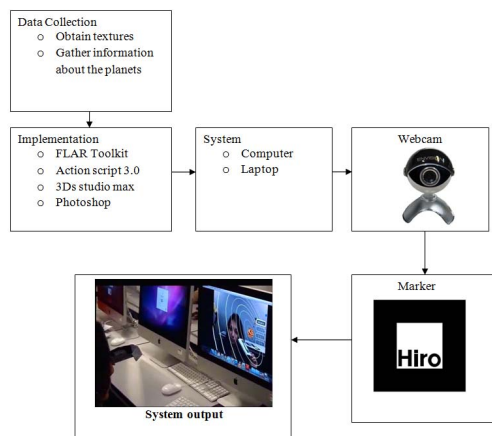 Data Collection
o Obtain textures
o Gather information
about the planets
Implementation
o FLAR Toolkit
o Action script 3.0
o 3Ds studio max
o Photoshop
System
o Computer
o Laptop
Webcam
Marker
Hiro
System output